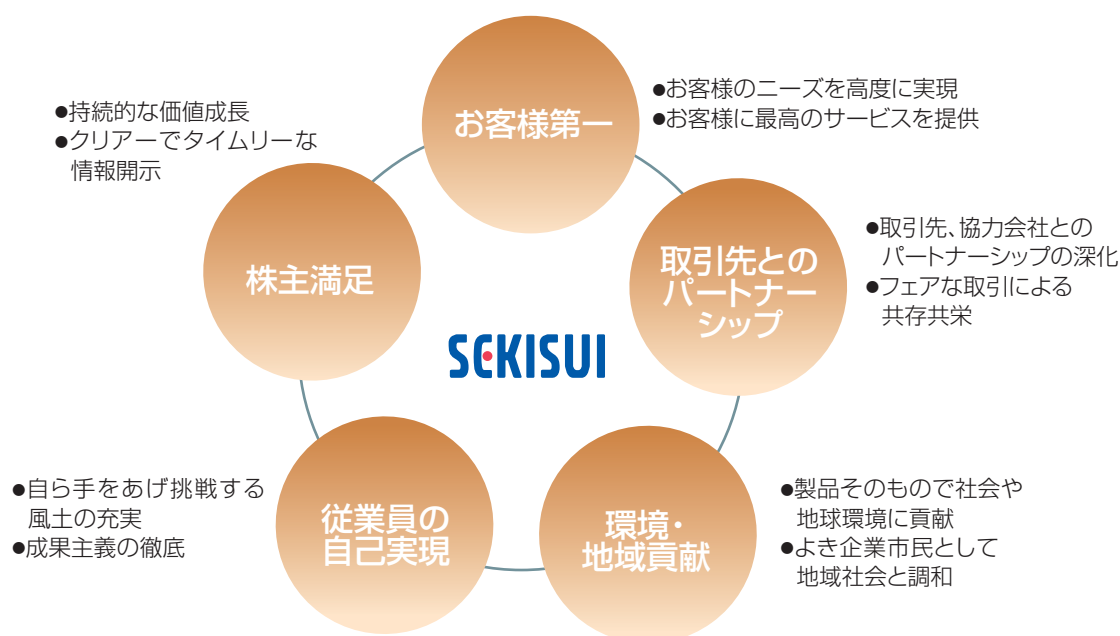 お客様第一
●お客様のニーズを高度に実現
●お客様に最高のサービスを提供
取引先との
パートナー
シップ
●取引先、協力会社との
パートナーシップの深化
●フェアな取引による
共存共栄
環境・
地域貢献
●製品そのもので社会や
地球環境に貢献
●よき企業市民として
地域社会と調和
従業員の
自己実現
●自ら手をあげ挑戦する
風土の充実
●成果主義の徹底
株主満足
●持続的な価値成長
●クリアーでタイムリーな
情報開示
SEKISUI